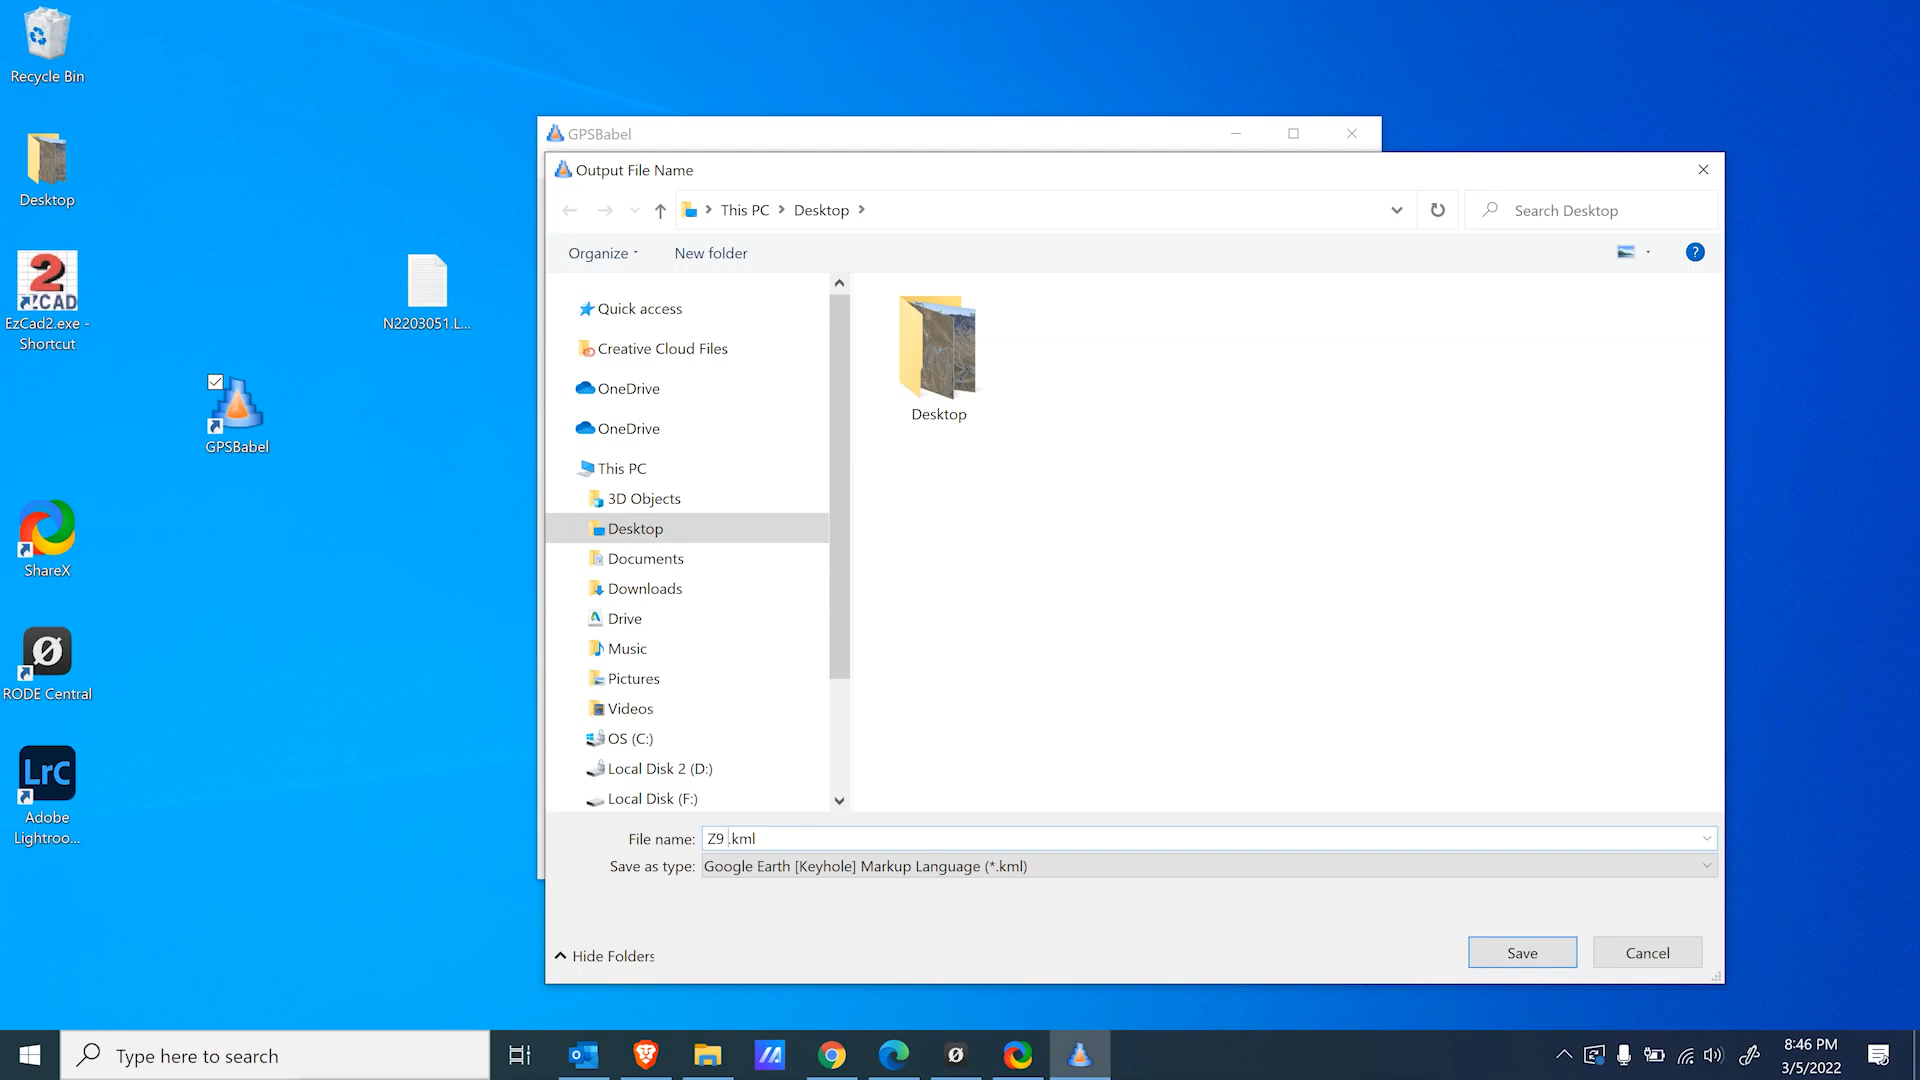 Recycle Bin
Desktop
2
EZCAD
EzCad2.exe -
Shortcut
N2203051.L...
GPSBabel
ShareX
RODE Central
LrC
Adobe
Lightroo...
GPSBabel
Output File Name
This PC
Desktop
Search Desktop
Organize
New folder
?
Quick access
Creative Cloud Files
OneDrive
OneDrive
This PC
3D Objects
Desktop
Documents
Downloads
Drive
Music
Pictures
Videos
OS (C:)
Local Disk 2 (D:)
Local Disk (F:)
Desktop
File name: Z9 .kml
Save as type: Google Earth [Keyhole] Markup Language (*.kml)
Hide Folders
Save
Cancel
Type here to search
8:46 PM
3/5/2022